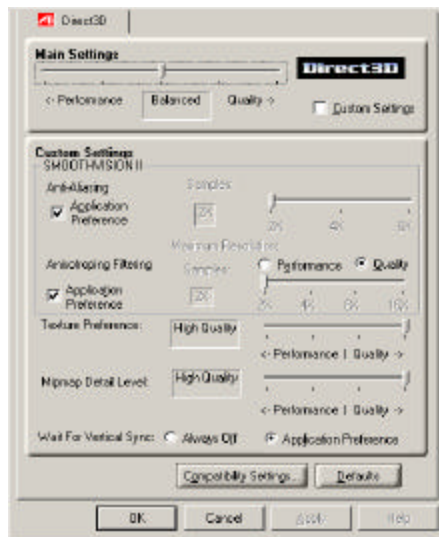 ATI Direct3D
Main Settings
Direct3D
<- Performance Balanced Quality ->
Custom Settings
Custom Settings
SMOOTHVISION II
Anti-Aliasing Samples:
Application Preference
2X
2X 4X 6X
Maximum Resolution:
Anisotroping Filtering Samples: Performance Quality
Application Preference
2X
2X 4X 8X 16X
Texture Preference: High Quality
<- Performance | Quality ->
Mipmap Detail Level: High Quality
<- Performance | Quality ->
Wait For Vertical Sync: Always Off Application Preference
Compatibility Settings... Defaults
OK Cancel Apply Help